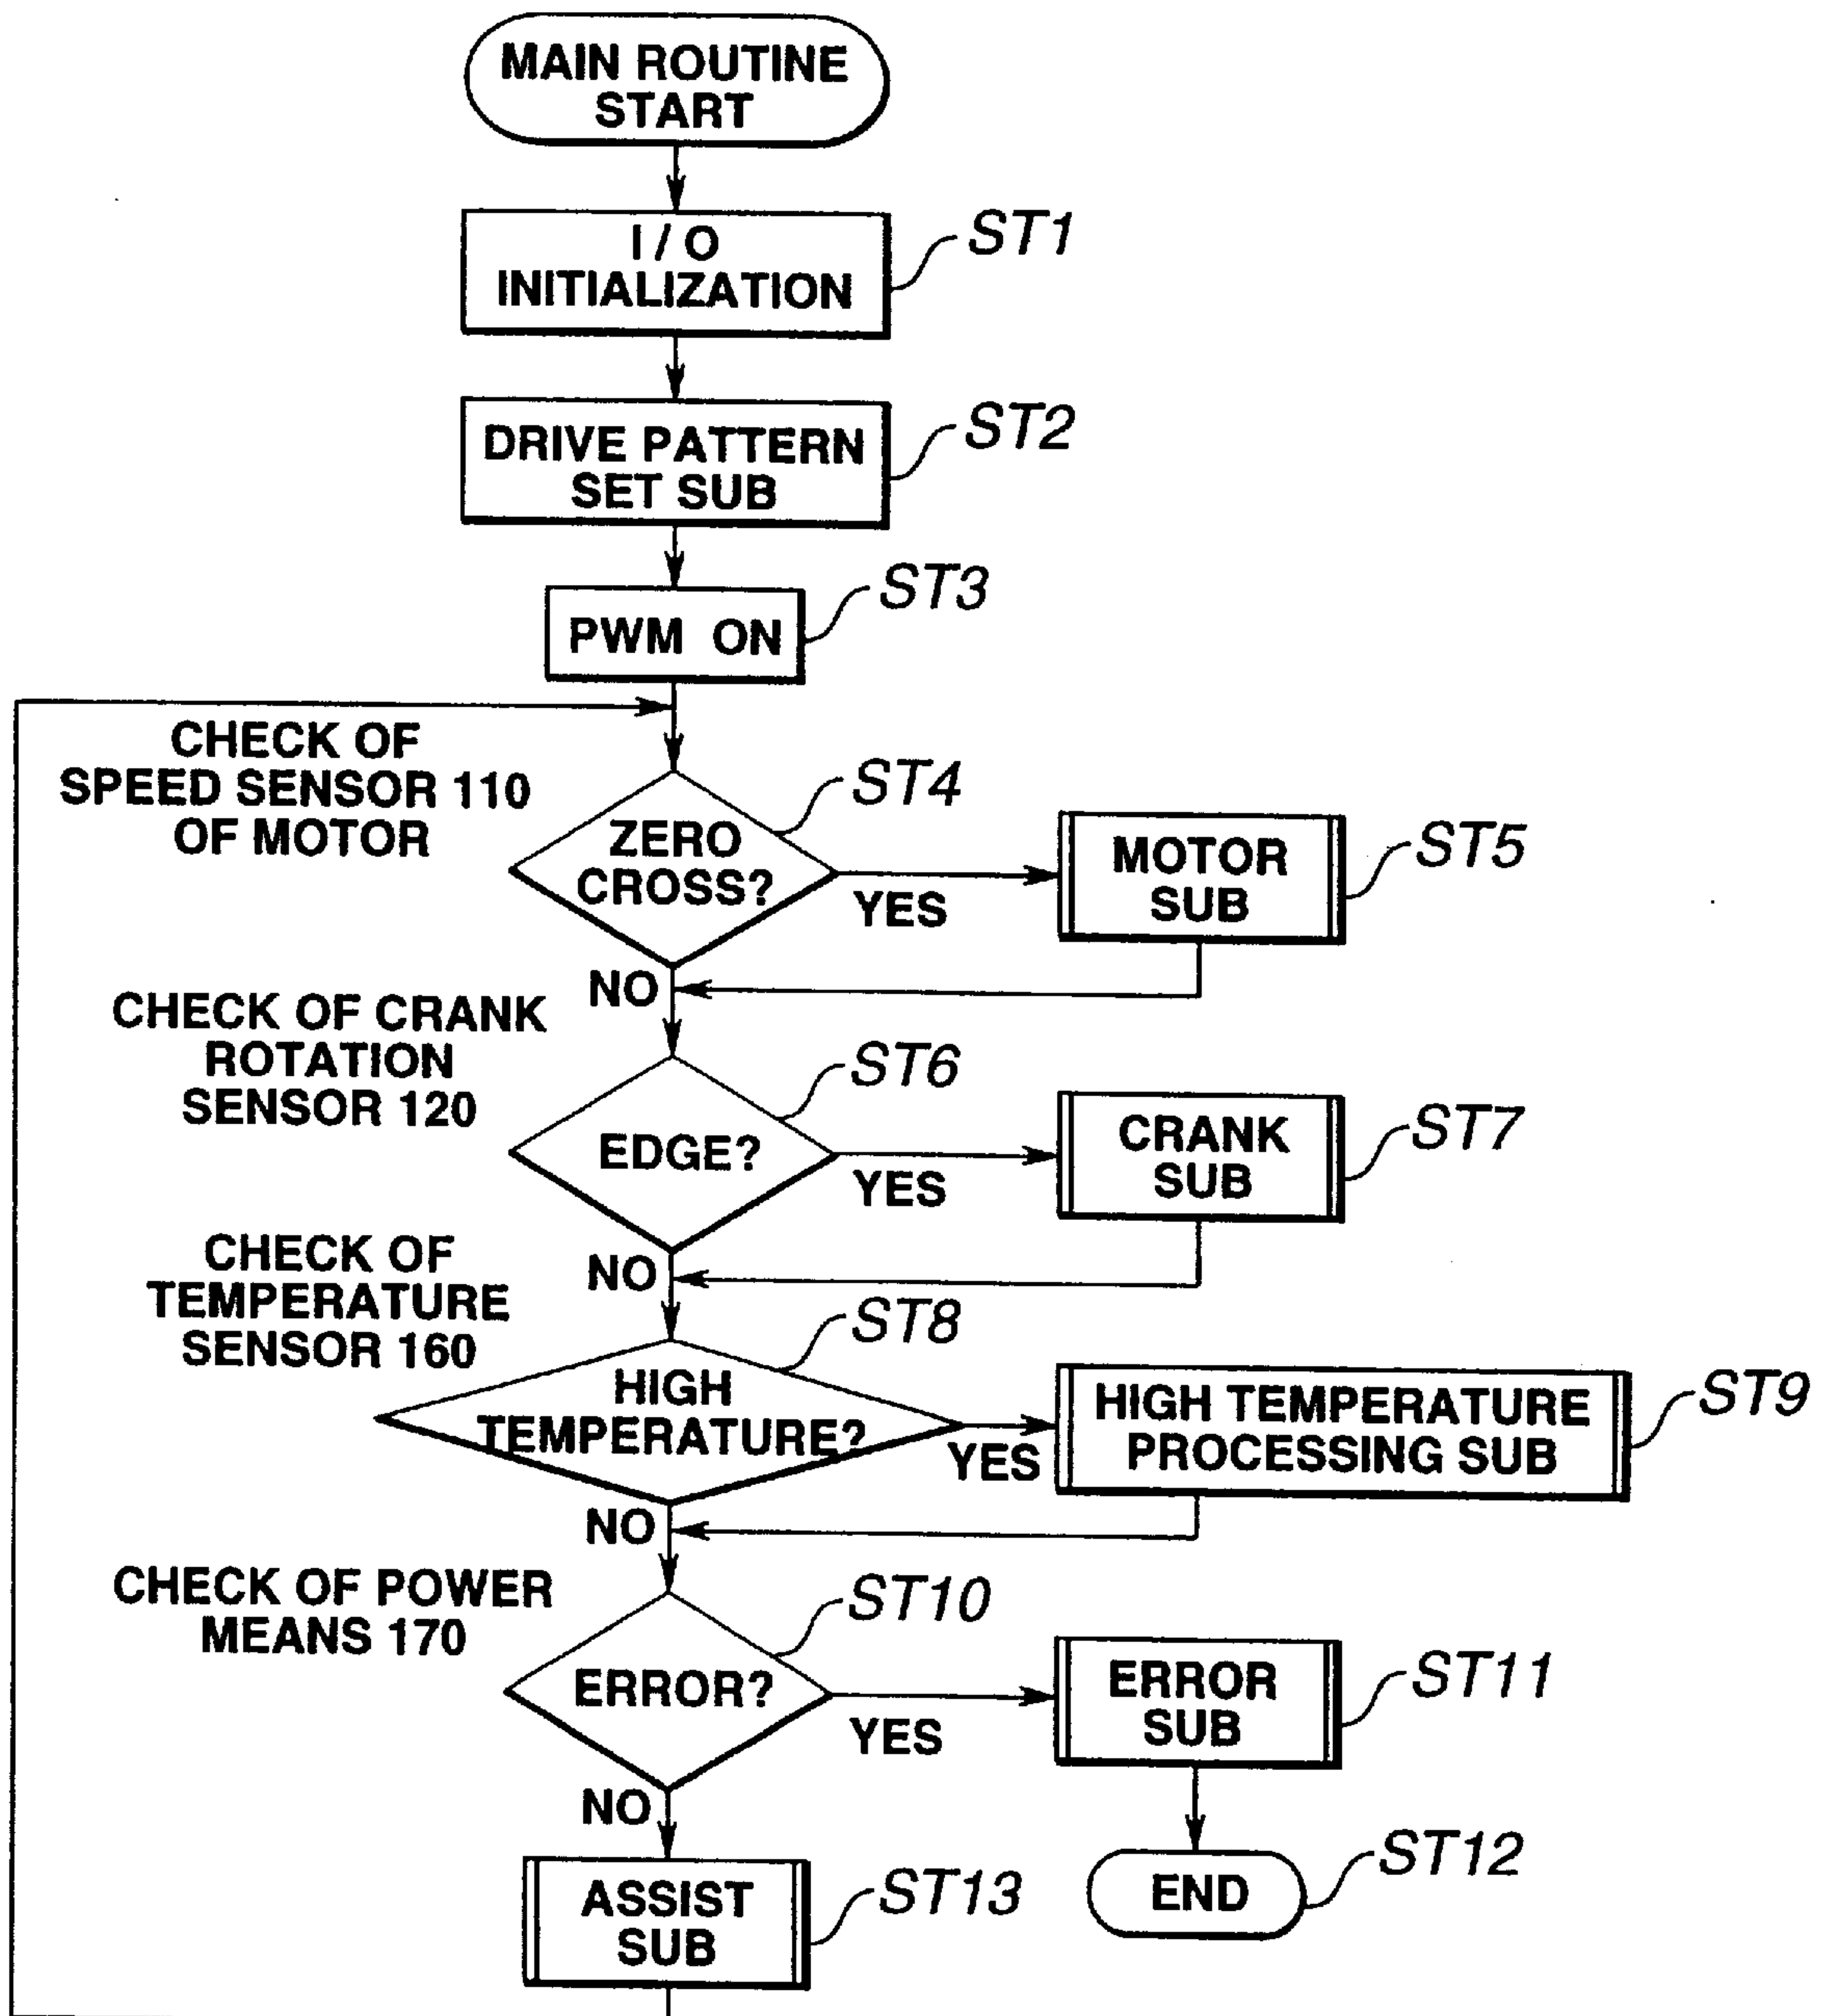 MAIN ROUTINE
START
I / O
INITIALIZATION
ST1
DRIVE PATTERN
SET SUB
ST2
PWM ON
ST3
CHECK OF
SPEED SENSOR 110
OF MOTOR
ZERO
CROSS?
ST4
YES
MOTOR
SUB
ST5
NO
CHECK OF CRANK
ROTATION
SENSOR 120
EDGE?
ST6
YES
CRANK
SUB
ST7
NO
CHECK OF
TEMPERATURE
SENSOR 160
HIGH
TEMPERATURE?
ST8
YES
HIGH TEMPERATURE
PROCESSING SUB
ST9
NO
CHECK OF POWER
MEANS 170
ERROR?
ST10
YES
ERROR
SUB
ST11
NO
END
ST12
ASSIST
SUB
ST13